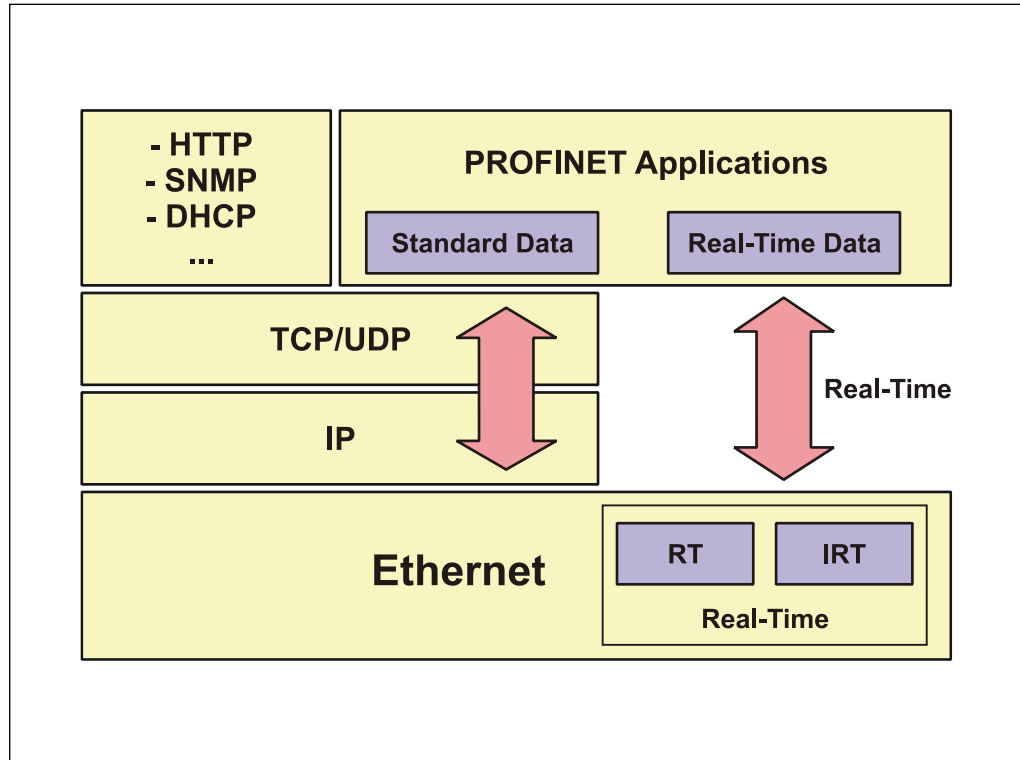 - HTTP
- SNMP
- DHCP
...
PROFINET Applications
Standard Data
Real-Time Data
TCP/UDP
Real-Time
IP
Ethernet
RT
IRT
Real-Time